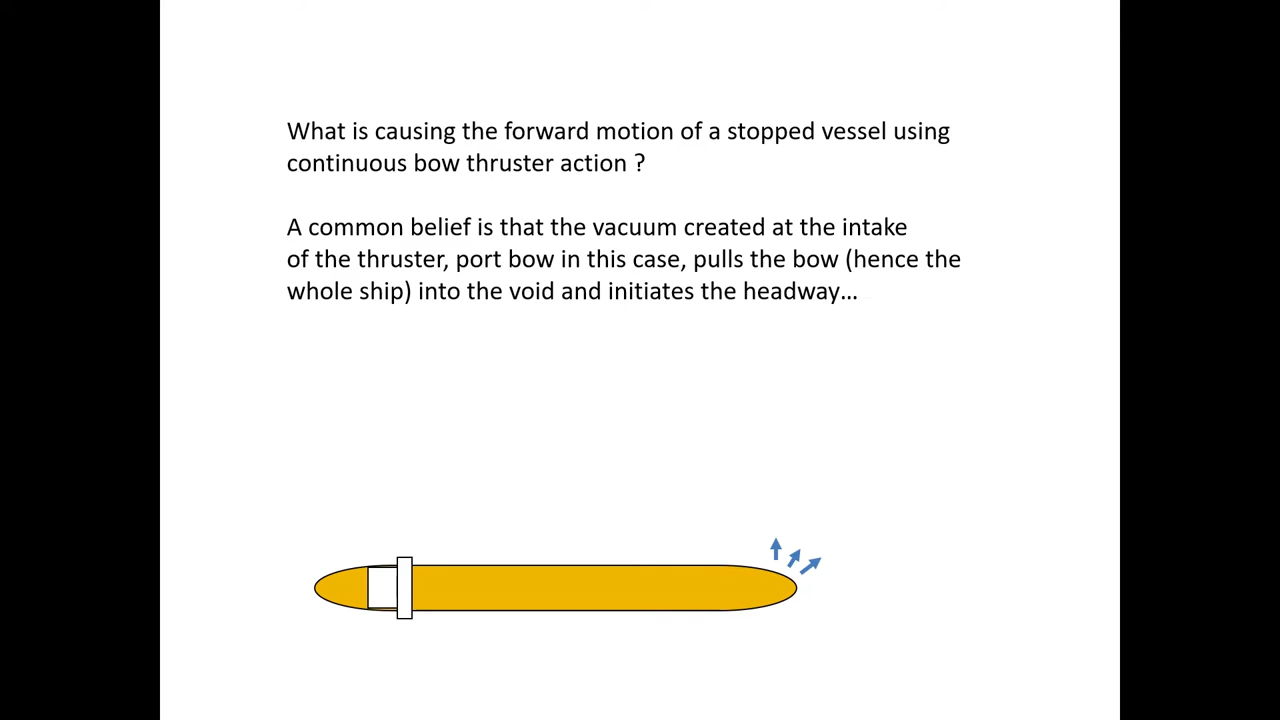 What is causing the forward motion of a stopped vessel using
continuous bow thruster action ?
A common belief is that the vacuum created at the intake
of the thruster, port bow in this case, pulls the bow (hence the
whole ship) into the void and initiates the headway...